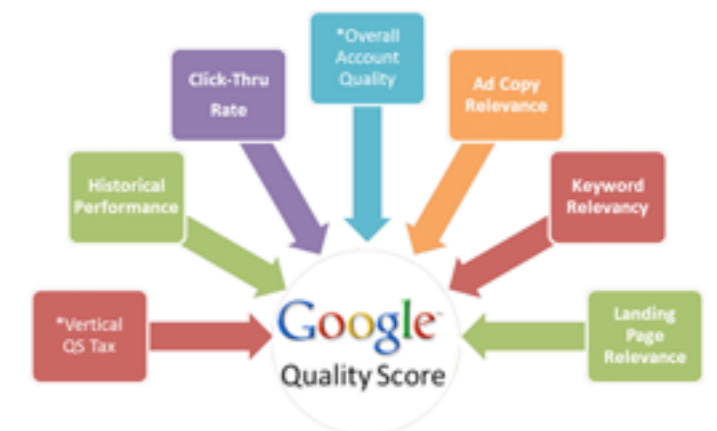 *Overall
Account
Quality
Click-Thru
Rate
Ad Copy
Relevance
Historical
Performance
Keyword
Relevancy
*Vertical
QS Tax
Landing
Page
Relevance
Google™
Quality Score